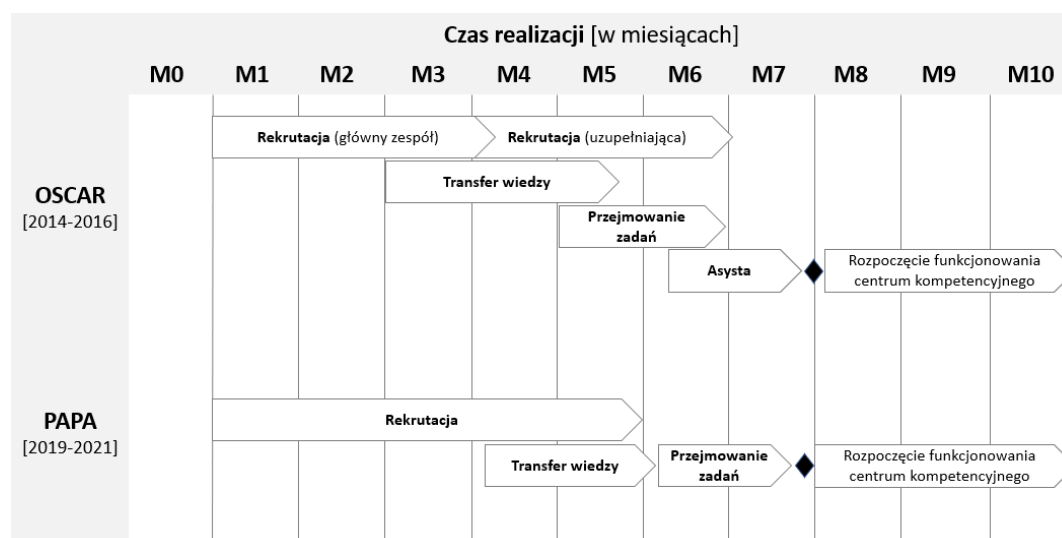 Czas realizacji [w miesiącach]
M0 M1 M2 M3 M4 M5 M6 M7 M8 M9 M10
OSCAR
[2014-2016]
Rekrutacja (główny zespół)
Rekrutacja (uzupełniająca)
Transfer wiedzy
Przejmowanie
zadań
Asysta
Rozpoczęcie funkcjonowania
centrum kompetencyjnego
PAPA
[2019-2021]
Rekrutacja
Transfer wiedzy
Przejmowanie
zadań
Rozpoczęcie funkcjonowania
centrum kompetencyjnego